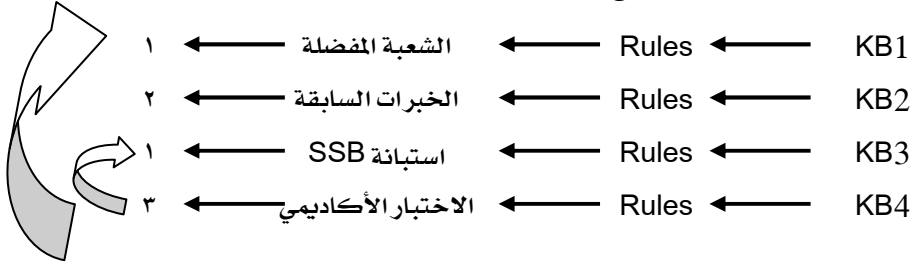 KB1 Rules الشعبة المفضلة ١
KB2 Rules الخبرات السابقة ٢
KB3 Rules استبانة SSB ١
KB4 Rules الاختبار الأكاديمي ٣